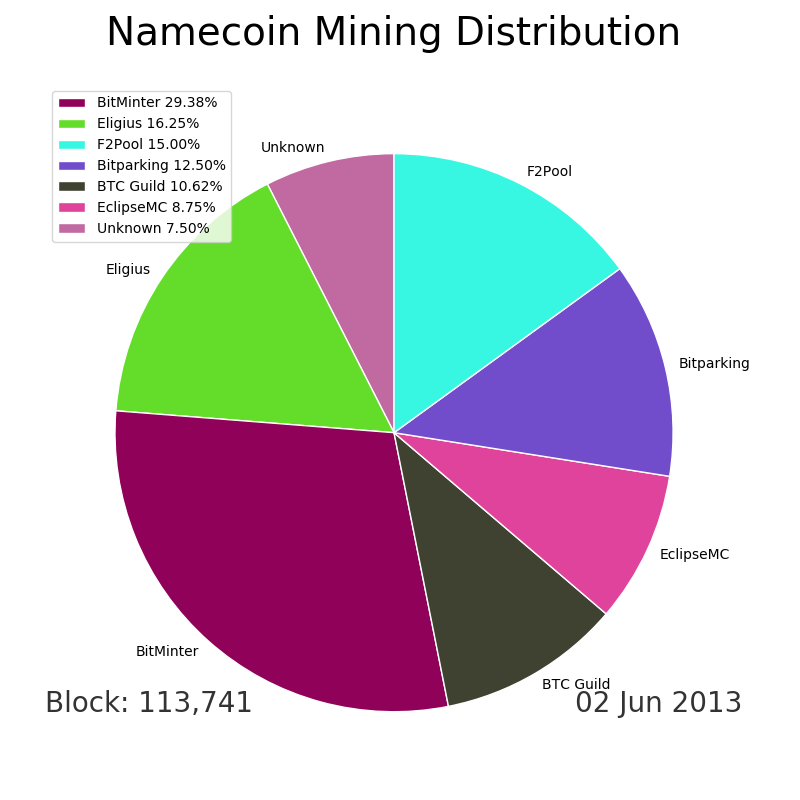 Namecoin Mining Distribution
BitMinter 29.38%
Eligius 16.25%
F2Pool 15.00%
Bitparking 12.50%
BTC Guild 10.62%
EclipseMC 8.75%
Unknown 7.50%
Unknown
F2Pool
Eligius
Bitparking
EclipseMC
BitMinter
BTC Guild
Block: 113,741
02 Jun 2013